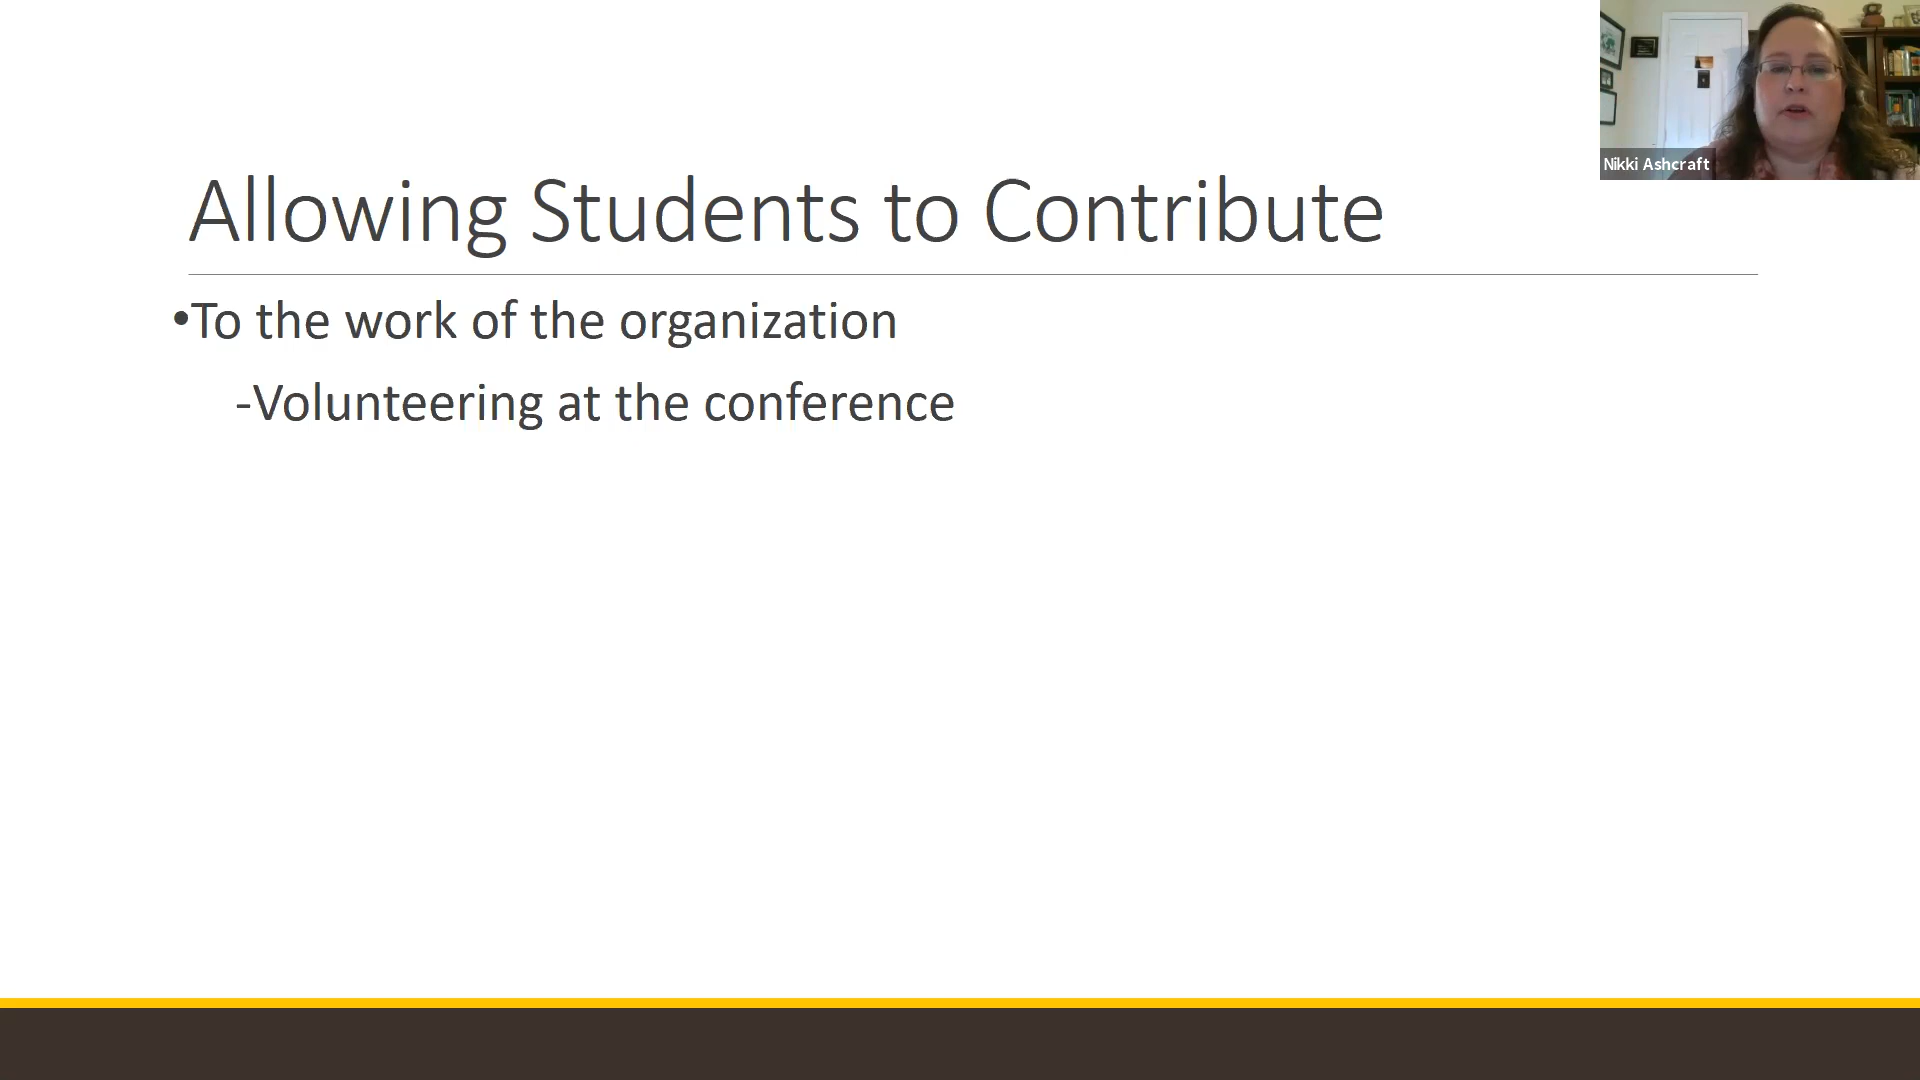 Nikki Ashcraft
Allowing Students to Contribute
•To the work of the organization
-Volunteering at the conference